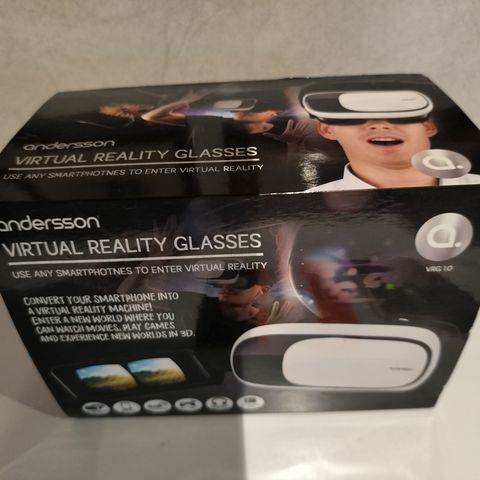 andersson
VIRTUAL REALITY GLASSES
USE ANY SMARTPHOTNES TO ENTER VIRTUAL REALITY
a.
andersson
VIRTUAL REALITY GLASSES
USE ANY SMARTPHOTNES TO ENTER VIRTUAL REALITY
a.
VRG 1.0
CONVERT YOUR SMARTPHONE INTO
A VIRTUAL REALITY MACHINE!
ENTER A NEW WORLD WHERE YOU
CAN WATCH MOVIES, PLAY GAMES
AND EXPERIENCE NEW WORLDS IN 3D.